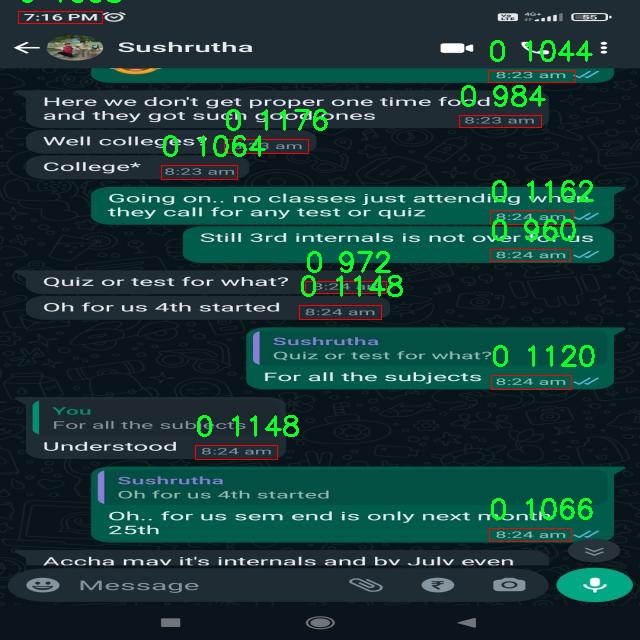 7:16 PM
4G+
55
Sushrutha
0 1044
8:23 am
Here we don't get proper one time food
and they got such good ones
0 984
8:23 am
Well colleges*
0 1176
8:23 am
College*
0 1064
8:23 am
Going on.. no classes just attending when
they call for any test or quiz
0 1162
8:24 am
Still 3rd internals is not over for us
0 960
8:24 am
Quiz or test for what?
0 972
8:24 am
Oh for us 4th started
0 1148
8:24 am
Sushrutha
Quiz or test for what?
For all the subjects
0 1120
8:24 am
You
For all the subjects
Understood
0 1148
8:24 am
Sushrutha
Oh for us 4th started
Oh.. for us sem end is only next month
25th
0 1066
8:24 am
Accha may it's internals and by July even
Message